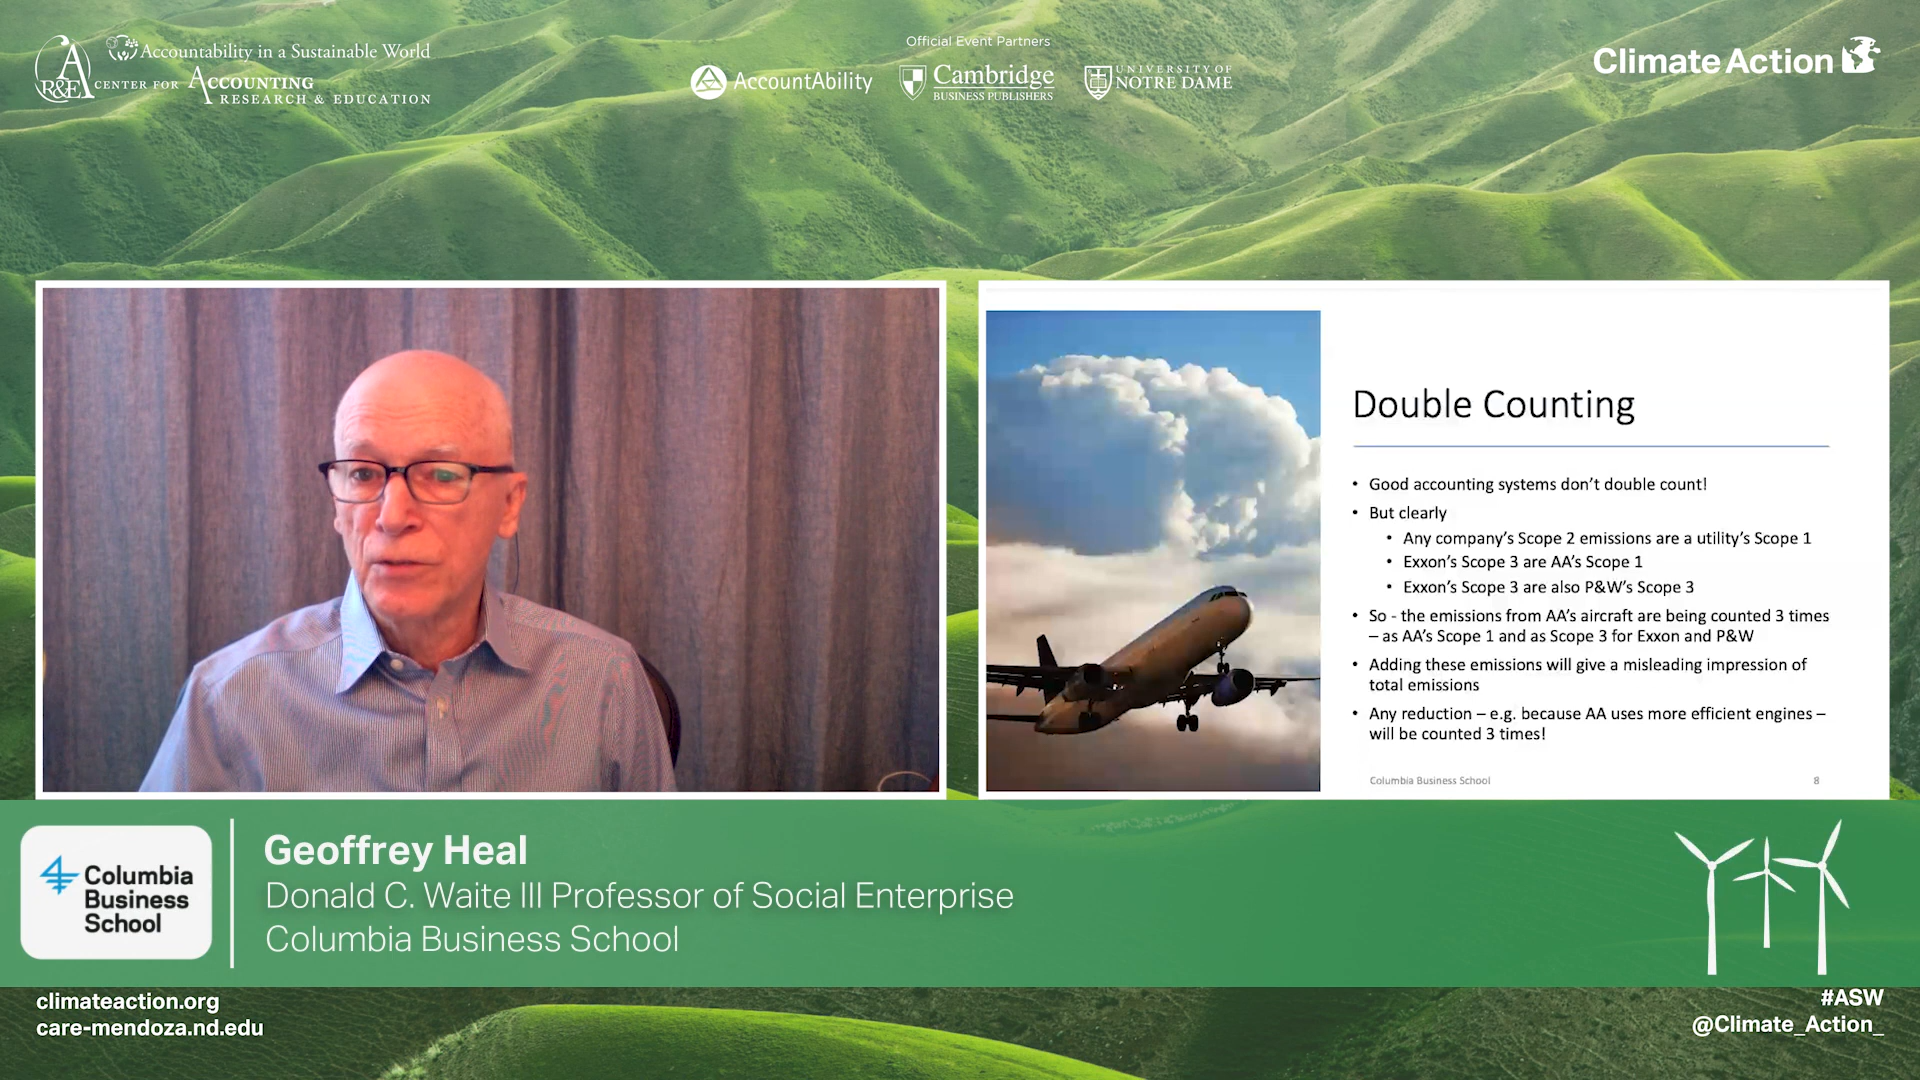 Accountability in a Sustainable World
CARE CENTER FOR ACCOUNTING
RESEARCH & EDUCATION
Official Event Partners
AccountAbility
Cambridge
BUSINESS PUBLISHERS
UNIVERSITY OF
NOTRE DAME
Climate Action
Double Counting
• Good accounting systems don't double count!
• But clearly
• Any company's Scope 2 emissions are a utility's Scope 1
• Exxon's Scope 3 are AA's Scope 1
• Exxon's Scope 3 are also P&W's Scope 3
• So - the emissions from AA's aircraft are being counted 3 times
– as AA's Scope 1 and as Scope 3 for Exxon and P&W
• Adding these emissions will give a misleading impression of
total emissions
• Any reduction – e.g. because AA uses more efficient engines –
will be counted 3 times!
Columbia Business School 8
Columbia
Business
School
Geoffrey Heal
Donald C. Waite III Professor of Social Enterprise
Columbia Business School
climateaction.org
care-mendoza.nd.edu
#ASW
@Climate_Action_